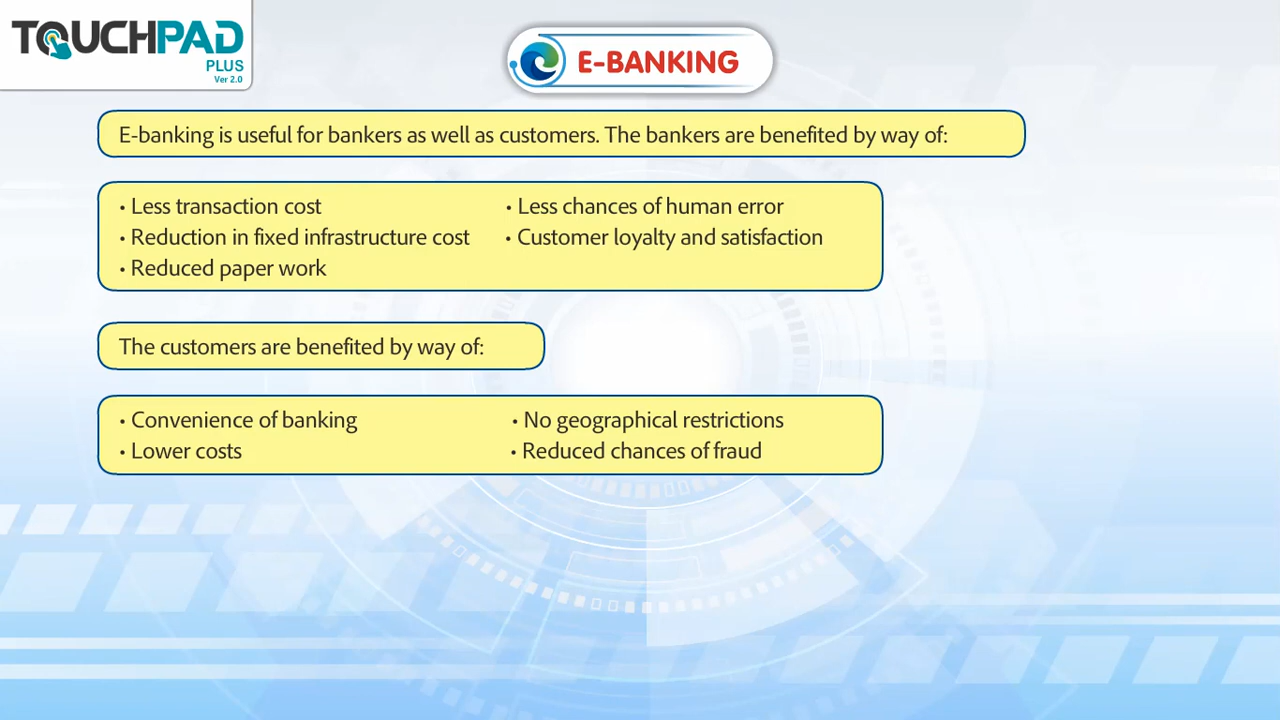 TOUCHPAD
PLUS
Ver 2.0
E-BANKING
E-banking is useful for bankers as well as customers. The bankers are benefited by way of:
• Less transaction cost
• Reduction in fixed infrastructure cost
• Reduced paper work
• Less chances of human error
• Customer loyalty and satisfaction
The customers are benefited by way of:
• Convenience of banking
• Lower costs
• No geographical restrictions
• Reduced chances of fraud